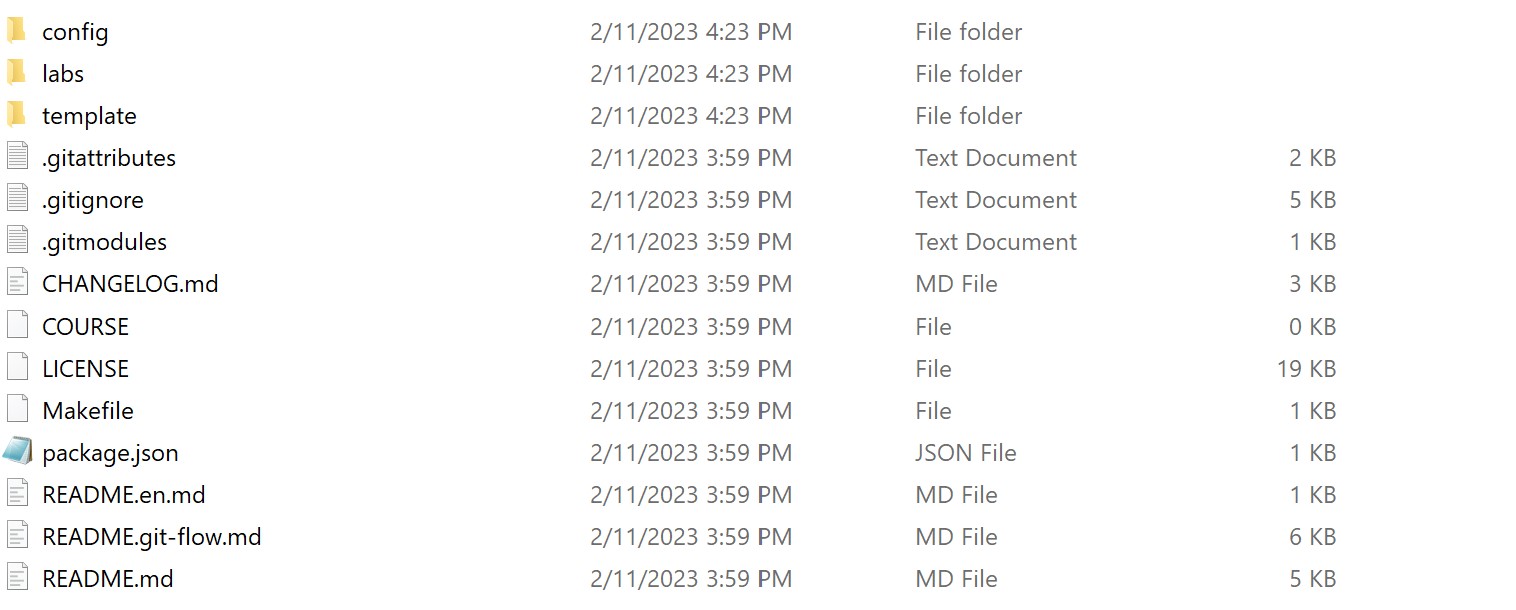 config 2/11/2023 4:23 PM File folder
labs 2/11/2023 4:23 PM File folder
template 2/11/2023 4:23 PM File folder
.gitattributes 2/11/2023 3:59 PM Text Document 2 KB
.gitignore 2/11/2023 3:59 PM Text Document 5 KB
.gitmodules 2/11/2023 3:59 PM Text Document 1 KB
CHANGELOG.md 2/11/2023 3:59 PM MD File 3 KB
COURSE 2/11/2023 3:59 PM File 0 KB
LICENSE 2/11/2023 3:59 PM File 19 KB
Makefile 2/11/2023 3:59 PM File 1 KB
package.json 2/11/2023 3:59 PM JSON File 1 KB
README.en.md 2/11/2023 3:59 PM MD File 1 KB
README.git-flow.md 2/11/2023 3:59 PM MD File 6 KB
README.md 2/11/2023 3:59 PM MD File 5 KB